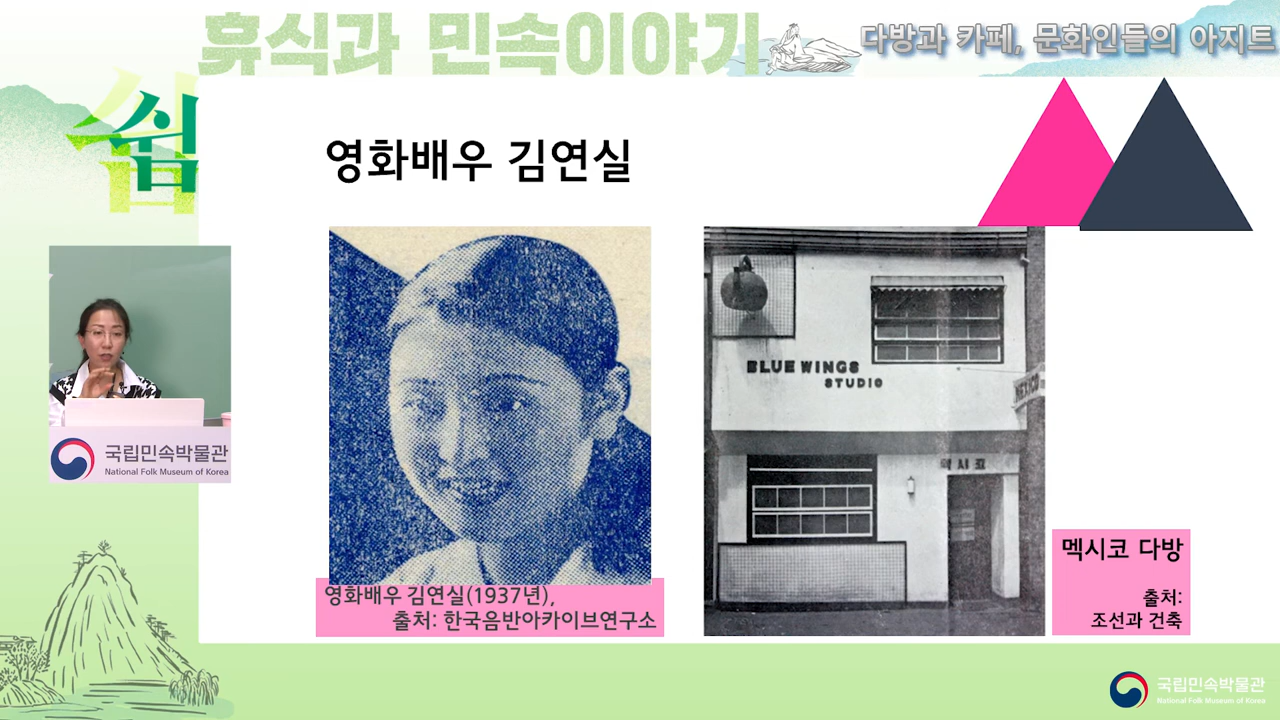 휴식과 민속이야기
다방과 카페, 문화인들의 아지트
쉼
영화배우 김연실
BLUE WINGS
STUDIO
MEXICO
멕시코
국립민속박물관
National Folk Museum of Korea
영화배우 김연실(1937년),
출처: 한국음반아카이브연구소
멕시코 다방
출처:
조선과 건축
국립민속박물관
National Folk Museum of Korea